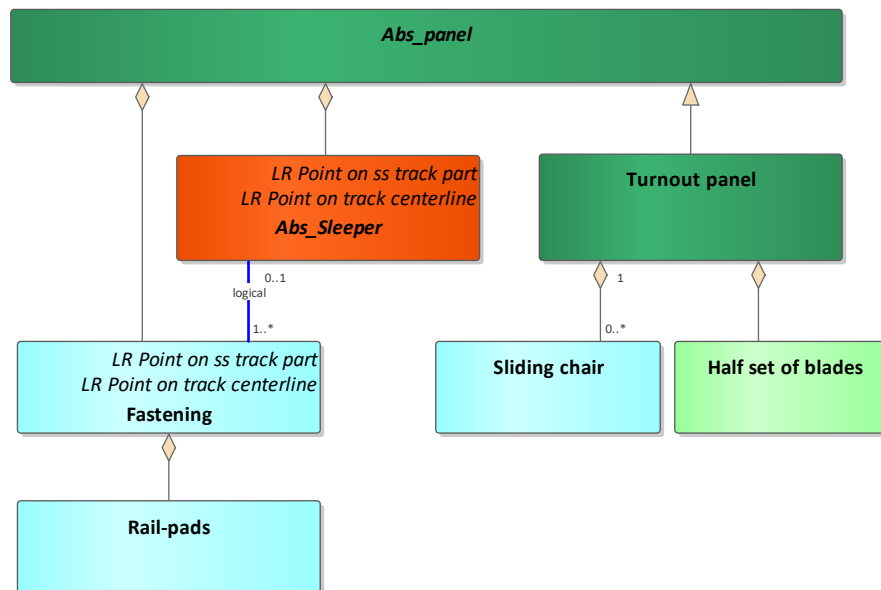 Abs_panel
LR Point on ss track part
LR Point on track centerline
Abs_Sleeper
Turnout panel
0..1
logical
1..*
1
0..*
LR Point on ss track part
LR Point on track centerline
Fastening
Sliding chair
Half set of blades
Rail-pads